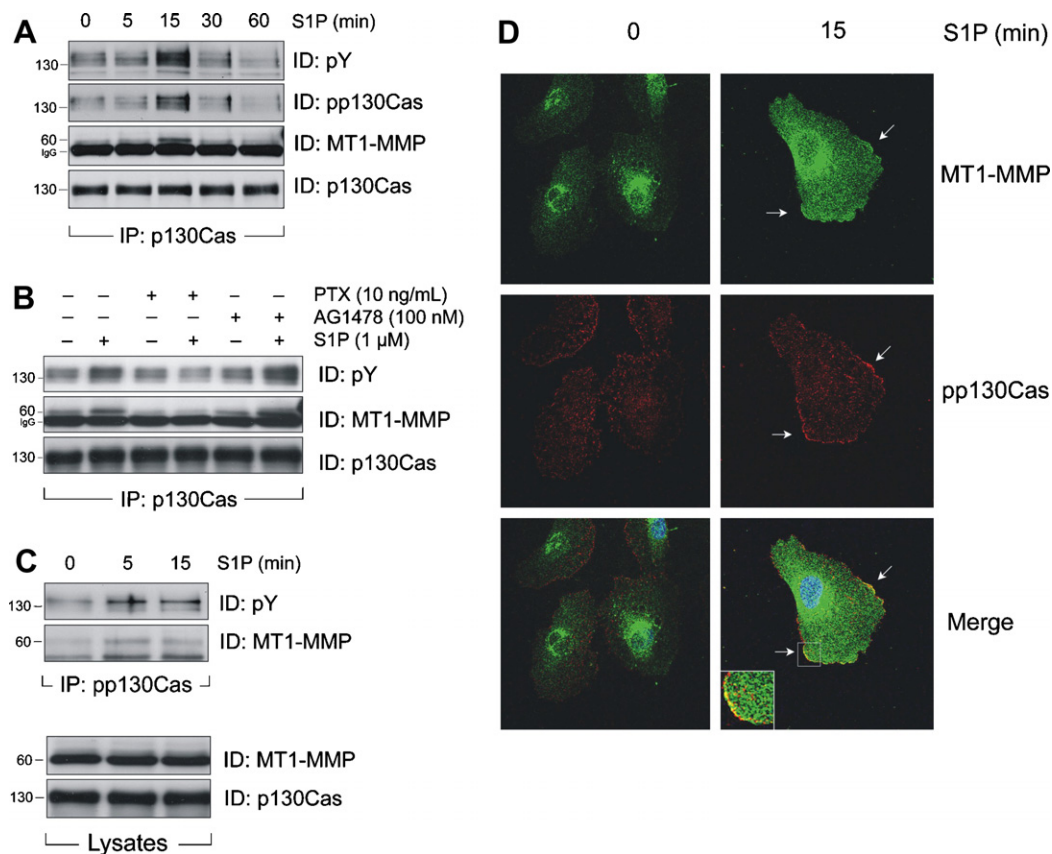 A
0 5 15 30 60 S1P (min)
130 ID: pY
130 ID: pp130Cas
60 ID: MT1-MMP
IgG
130 ID: p130Cas
IP: p130Cas
B
– – + + – – PTX (10 ng/mL)
– – – – + + AG1478 (100 nM)
– + – + – + S1P (1 µM)
130 ID: pY
60 ID: MT1-MMP
IgG
130 ID: p130Cas
IP: p130Cas
C
0 5 15 S1P (min)
130 ID: pY
60 ID: MT1-MMP
IP: pp130Cas
60 ID: MT1-MMP
130 ID: p130Cas
Lysates
D
0 15 S1P (min)
MT1-MMP
pp130Cas
Merge